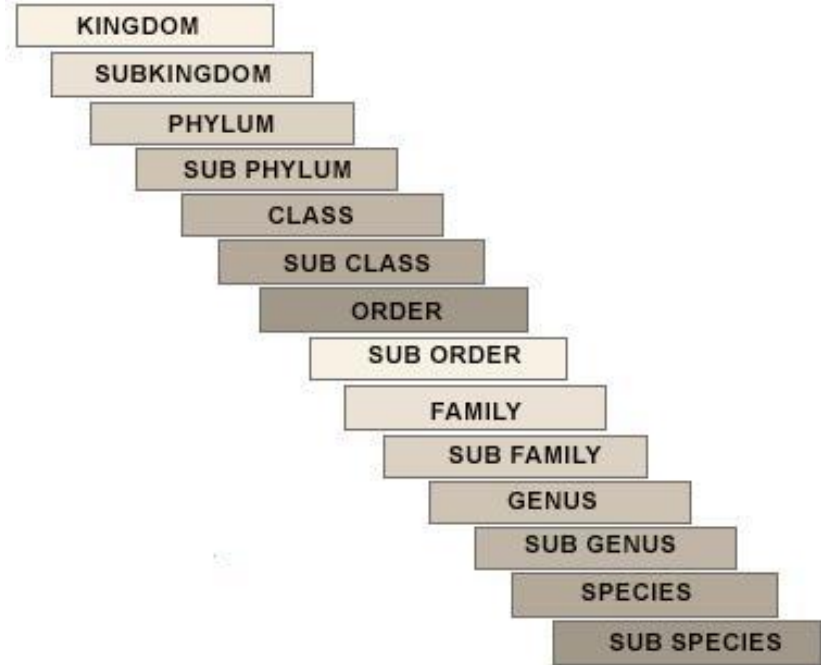 KINGDOM
SUBKINGDOM
PHYLUM
SUB PHYLUM
CLASS
SUB CLASS
ORDER
SUB ORDER
FAMILY
SUB FAMILY
GENUS
SUB GENUS
SPECIES
SUB SPECIES